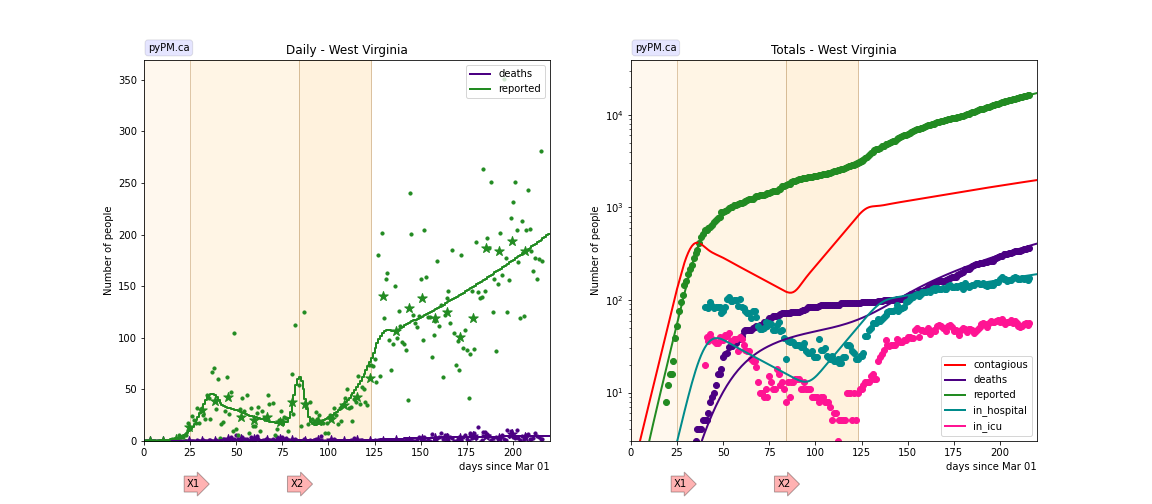 pyPM.ca
Daily - West Virginia
deaths
reported
Number of people
350
300
250
200
150
100
50
0
0 25 50 75 100 125 150 175 200
days since Mar 01
X1 X2
pyPM.ca
Totals - West Virginia
Number of people
10⁴
10³
10²
10¹
contagious
deaths
reported
in_hospital
in_icu
0 25 50 75 100 125 150 175 200
days since Mar 01
X1 X2